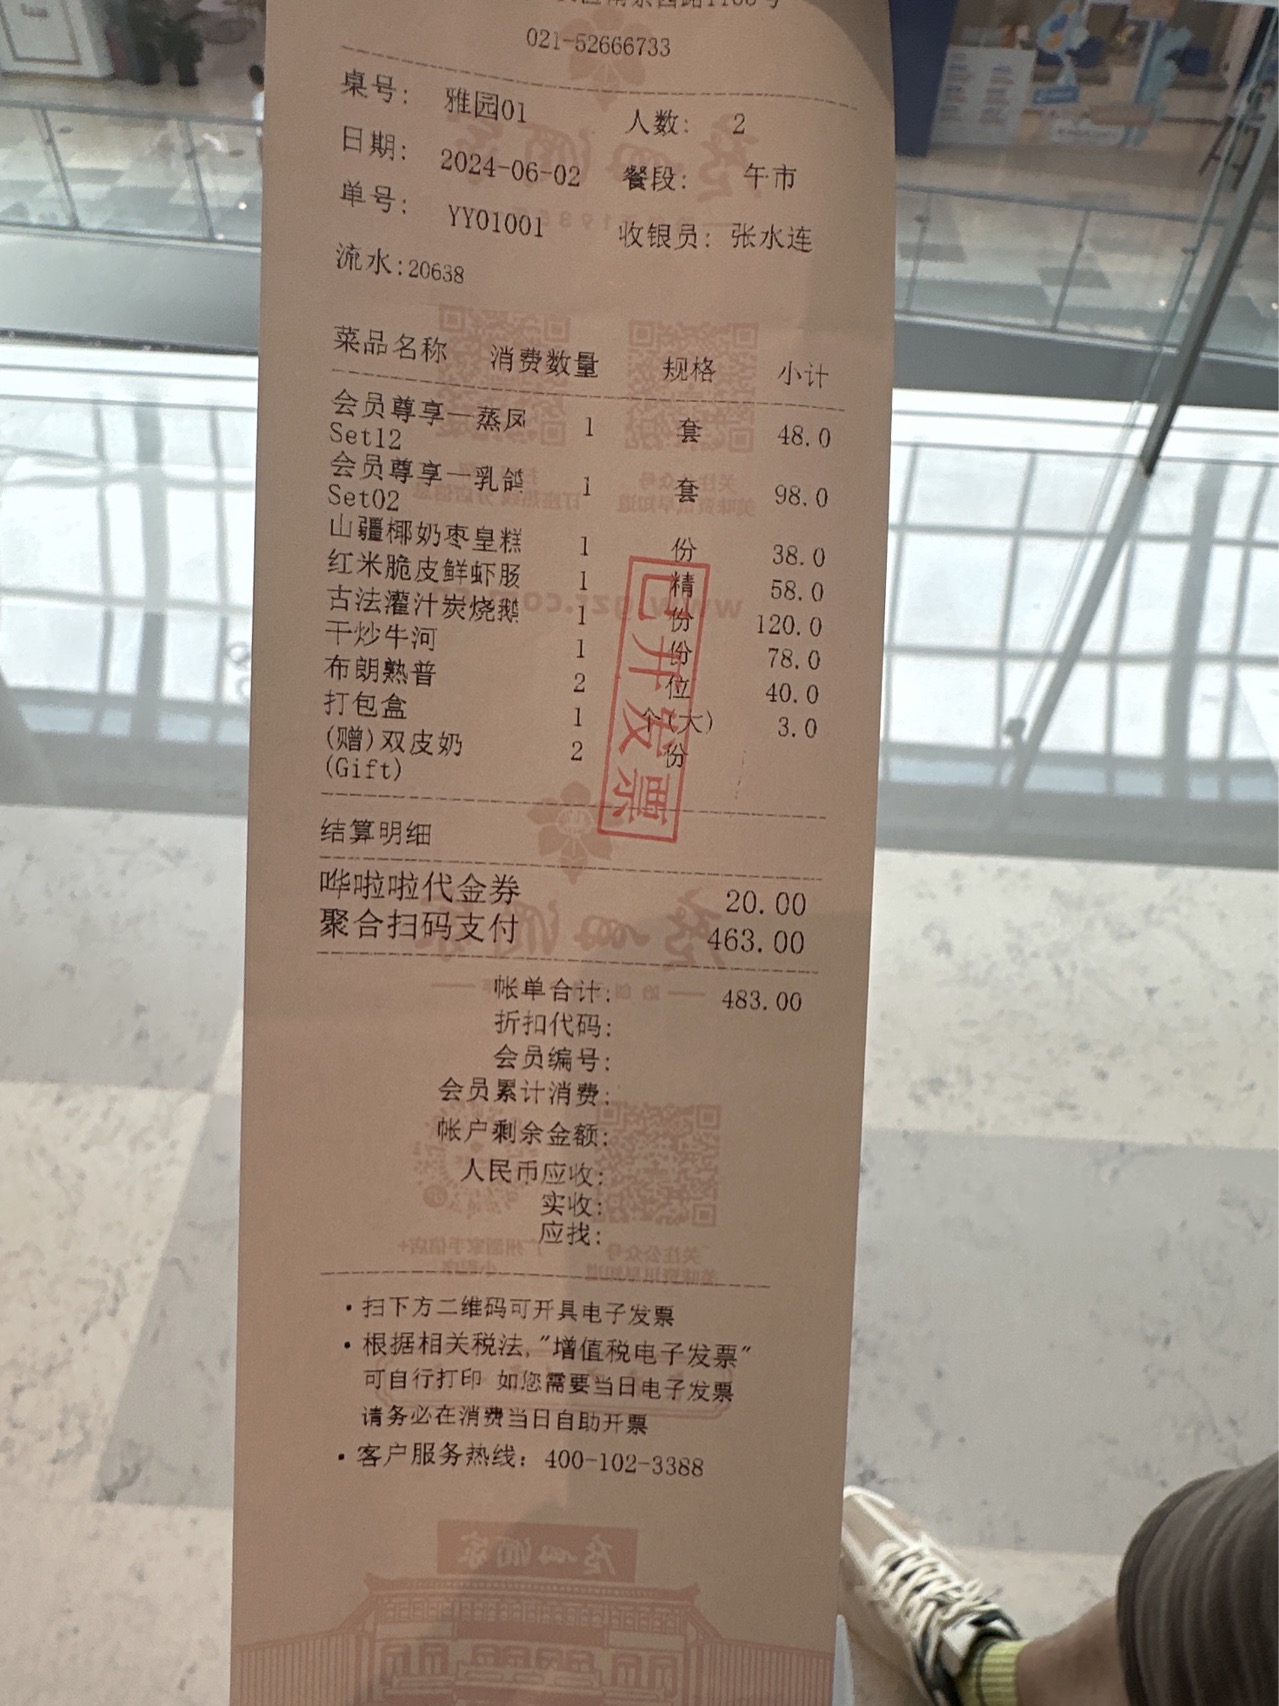 021-52666733
桌号： 雅园01 人数： 2
日期： 2024-06-02 餐段： 午市
单号： YY01001 收银员： 张水连
流水:20638
菜品名称 消费数量 规格 小计
会员尊享一蒸凤 1 套 48.0
Set12
会员尊享一乳鸽 1 套 98.0
Set02
山疆椰奶枣皇糕 1 份 38.0
红米脆皮鲜虾肠 1 精 58.0
古法灌汁炭烧鹅 1 份 120.0
干炒牛河 1 份 78.0
布朗熟普 2 位 40.0
打包盒 1 个(大) 3.0
(赠)双皮奶 2 份
(Gift)
已开发票
结算明细
哗啦啦代金券 20.00
聚合扫码支付 463.00
帐单合计: 483.00
折扣代码:
会员编号:
会员累计消费:
帐户剩余金额:
人民币应收:
实收:
应找:
·扫下方二维码可开具电子发票
·根据相关税法,"增值税电子发票"
可自行打印 如您需要当日电子发票
请务必在消费当日自助开票
·客户服务热线: 400-102-3388